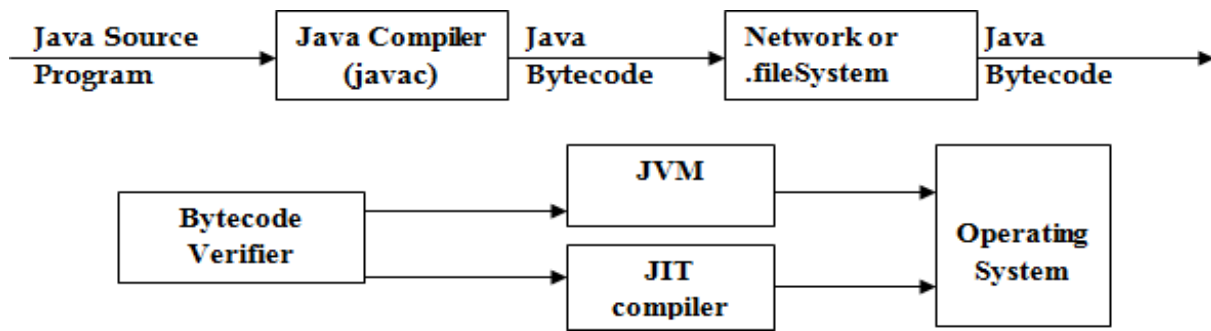 Java Source
Program
Java Compiler
(javac)
Java
Bytecode
Network or
.fileSystem
Java
Bytecode
Bytecode
Verifier
JVM
JIT
compiler
Operating
System